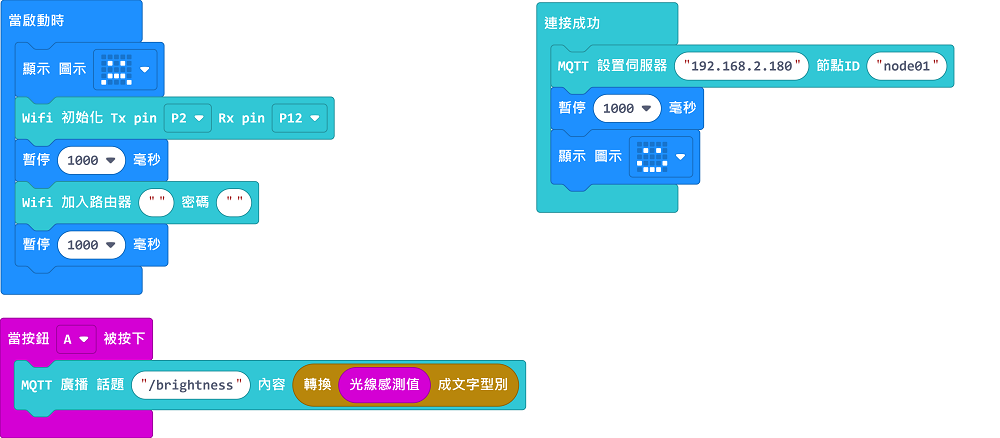 當啟動時
顯示 圖示
Wifi 初始化 Tx pin P2 Rx pin P12
暫停 1000 毫秒
Wifi 加入路由器 "" 密碼 ""
暫停 1000 毫秒
連接成功
MQTT 設置伺服器 "192.168.2.180" 節點ID "node01"
暫停 1000 毫秒
顯示 圖示
當按鈕 A 被按下
MQTT 廣播 話題 "/brightness" 內容 轉換 光線感測值 成文字型別